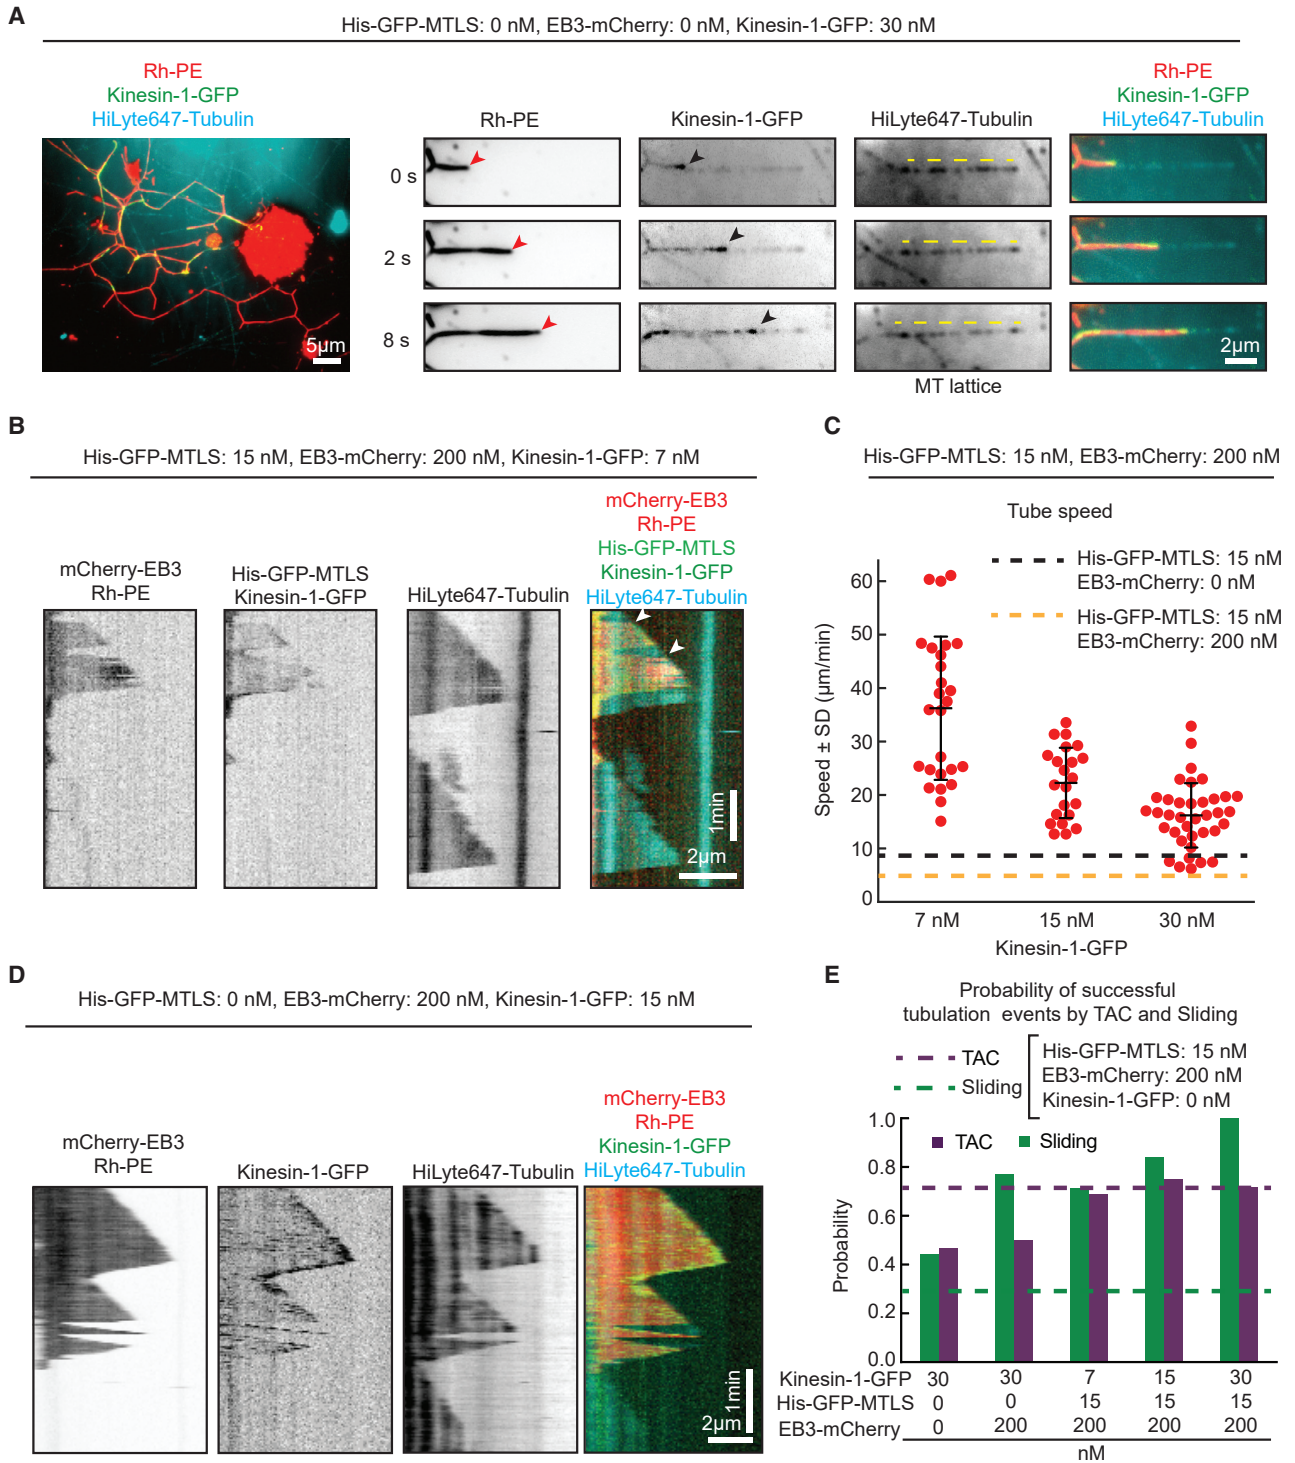 A
His-GFP-MTLS: 0 nM, EB3-mCherry: 0 nM, Kinesin-1-GFP: 30 nM
Rh-PE
Kinesin-1-GFP
HiLyte647-Tubulin
Rh-PE
Kinesin-1-GFP
HiLyte647-Tubulin
Rh-PE
Kinesin-1-GFP
HiLyte647-Tubulin
0 s
2 s
8 s
5μm
2μm
MT lattice
B
His-GFP-MTLS: 15 nM, EB3-mCherry: 200 nM, Kinesin-1-GFP: 7 nM
mCherry-EB3
Rh-PE
His-GFP-MTLS
Kinesin-1-GFP
HiLyte647-Tubulin
mCherry-EB3
Rh-PE
His-GFP-MTLS
Kinesin-1-GFP
HiLyte647-Tubulin
1min
2μm
C
His-GFP-MTLS: 15 nM, EB3-mCherry: 200 nM
Tube speed
His-GFP-MTLS: 15 nM
EB3-mCherry: 0 nM
His-GFP-MTLS: 15 nM
EB3-mCherry: 200 nM
Speed ± SD (μm/min)
60
50
40
30
20
10
0
7 nM 15 nM 30 nM
Kinesin-1-GFP
D
His-GFP-MTLS: 0 nM, EB3-mCherry: 200 nM, Kinesin-1-GFP: 15 nM
mCherry-EB3
Rh-PE
Kinesin-1-GFP
HiLyte647-Tubulin
mCherry-EB3
Rh-PE
Kinesin-1-GFP
HiLyte647-Tubulin
1min
2μm
E
Probability of successful
tubulation events by TAC and Sliding
TAC
Sliding
His-GFP-MTLS: 15 nM
EB3-mCherry: 200 nM
Kinesin-1-GFP: 0 nM
TAC Sliding
Probability
1.0
0.8
0.6
0.4
0.2
0.0
Kinesin-1-GFP 30 30 7 15 30
His-GFP-MTLS 0 0 15 15 15
EB3-mCherry 0 200 200 200 200
nM